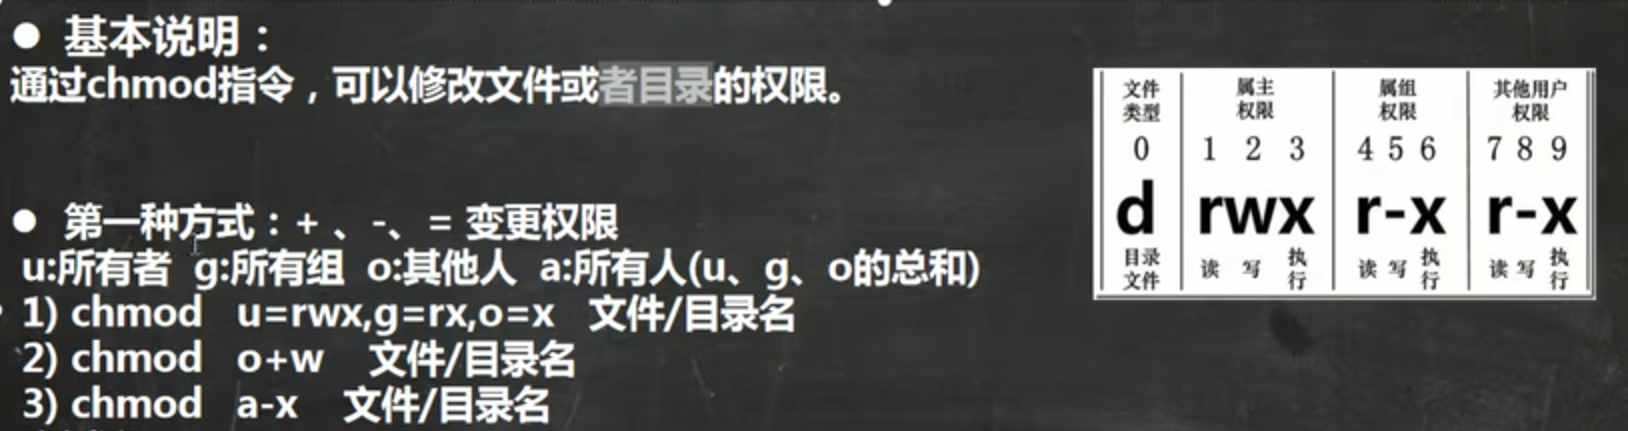 ● 基本说明：
通过chmod指令，可以修改文件或者目录的权限。
● 第一种方式：+ 、-、 = 变更权限
u:所有者 g:所有组 o:其他人 a:所有人(u、g、o的总和)
1) chmod u=rwx,g=rx,o=x 文件/目录名
2) chmod o+w 文件/目录名
3) chmod a-x 文件/目录名
文件 属主 属组 其他用户
类型 权限 权限 权限
0 1 2 3 4 5 6 7 8 9
d rwx r-x r-x
目录 读 写 执 读 写 执 读 写 执
文件 行 行 行